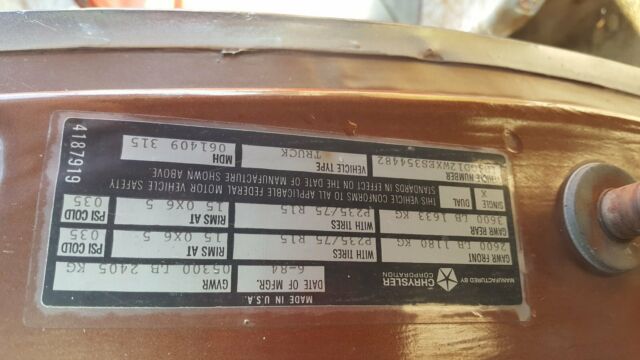 MADE IN U.S.A.
MANUFACTURED BY CHRYSLER CORPORATION
DATE OF MFGR. GVWR
6-84 05300 LB 2405 KG
GAWR FRONT WITH TIRES RIMS AT PSI COLD
2600 LB 1180 KG P235/75 R15 15 0X6 5 035
GAWR REAR WITH TIRES RIMS AT PSI COLD
3600 LB 1633 KG P235/75 R15 15 0X6 5 035
SINGLE X DUAL THIS VEHICLE CONFORMS TO ALL APPLICABLE FEDERAL MOTOR VEHICLE SAFETY
STANDARDS IN EFFECT ON THE DATE OF MANUFACTURE SHOWN ABOVE.
VEHICLE NUMBER VEHICLE TYPE MDH
TRUCK 061409 315
4187919